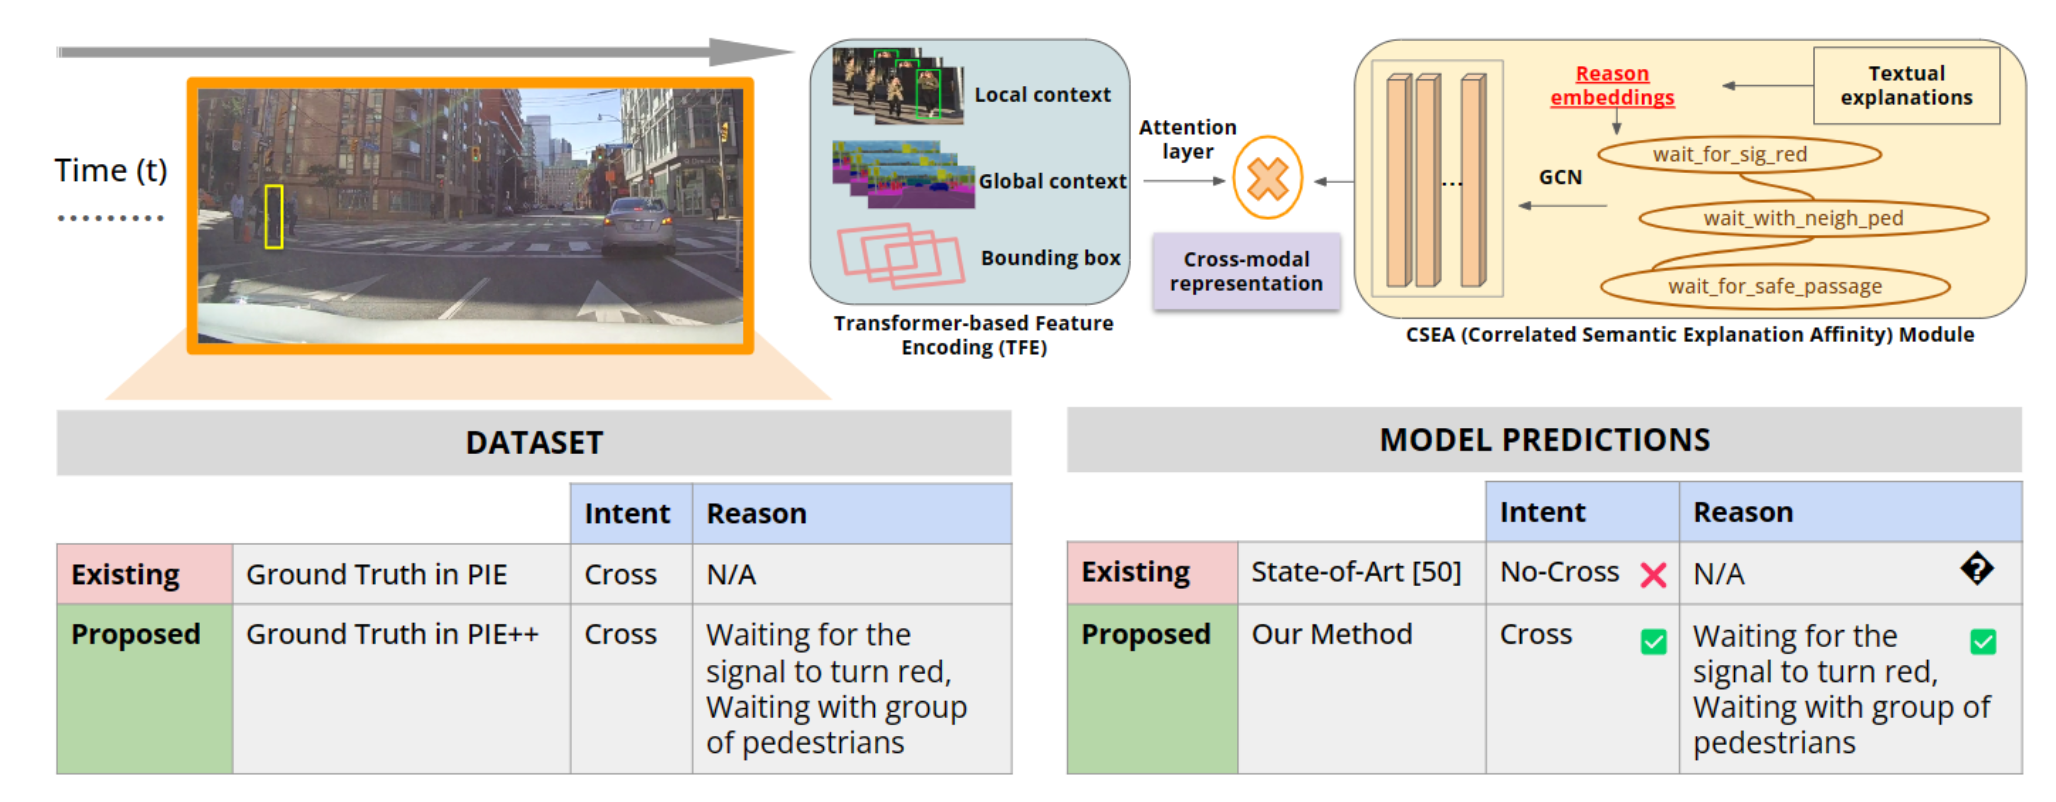 Time (t)
Local context
Global context
Bounding box
Transformer-based Feature
Encoding (TFE)
Attention
layer
Cross-modal
representation
Reason
embeddings
Textual
explanations
GCN
...
wait_for_sig_red
wait_with_neigh_ped
wait_for_safe_passage
CSEA (Correlated Semantic Explanation Affinity) Module
DATASET
Intent Reason
Existing Ground Truth in PIE Cross N/A
Proposed Ground Truth in PIE++ Cross Waiting for the
signal to turn red,
Waiting with group
of pedestrians
MODEL PREDICTIONS
Intent Reason
Existing State-of-Art [50] No-Cross ❌ N/A �
Proposed Our Method Cross ✅ Waiting for the ✅
signal to turn red,
Waiting with group of
pedestrians